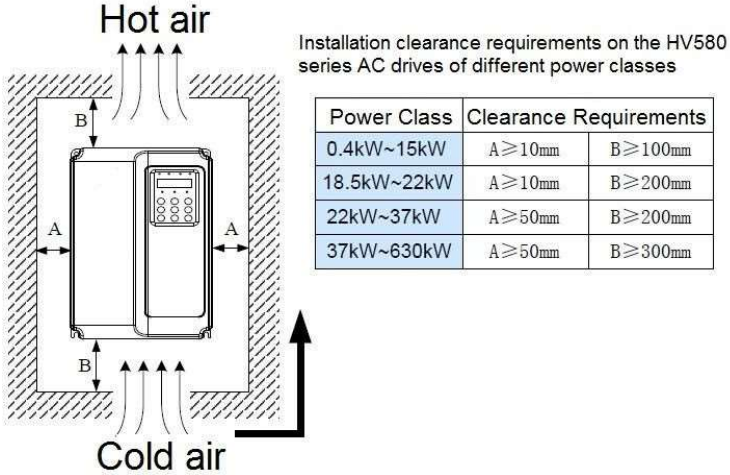 Hot air
Installation clearance requirements on the HV580
series AC drives of different power classes
B
Power Class Clearance Requirements
0.4kW~15kW A≥10mm B≥100mm
18.5kW~22kW A≥10mm B≥200mm
22kW~37kW A≥50mm B≥200mm
37kW~630kW A≥50mm B≥300mm
A A
B
Cold air